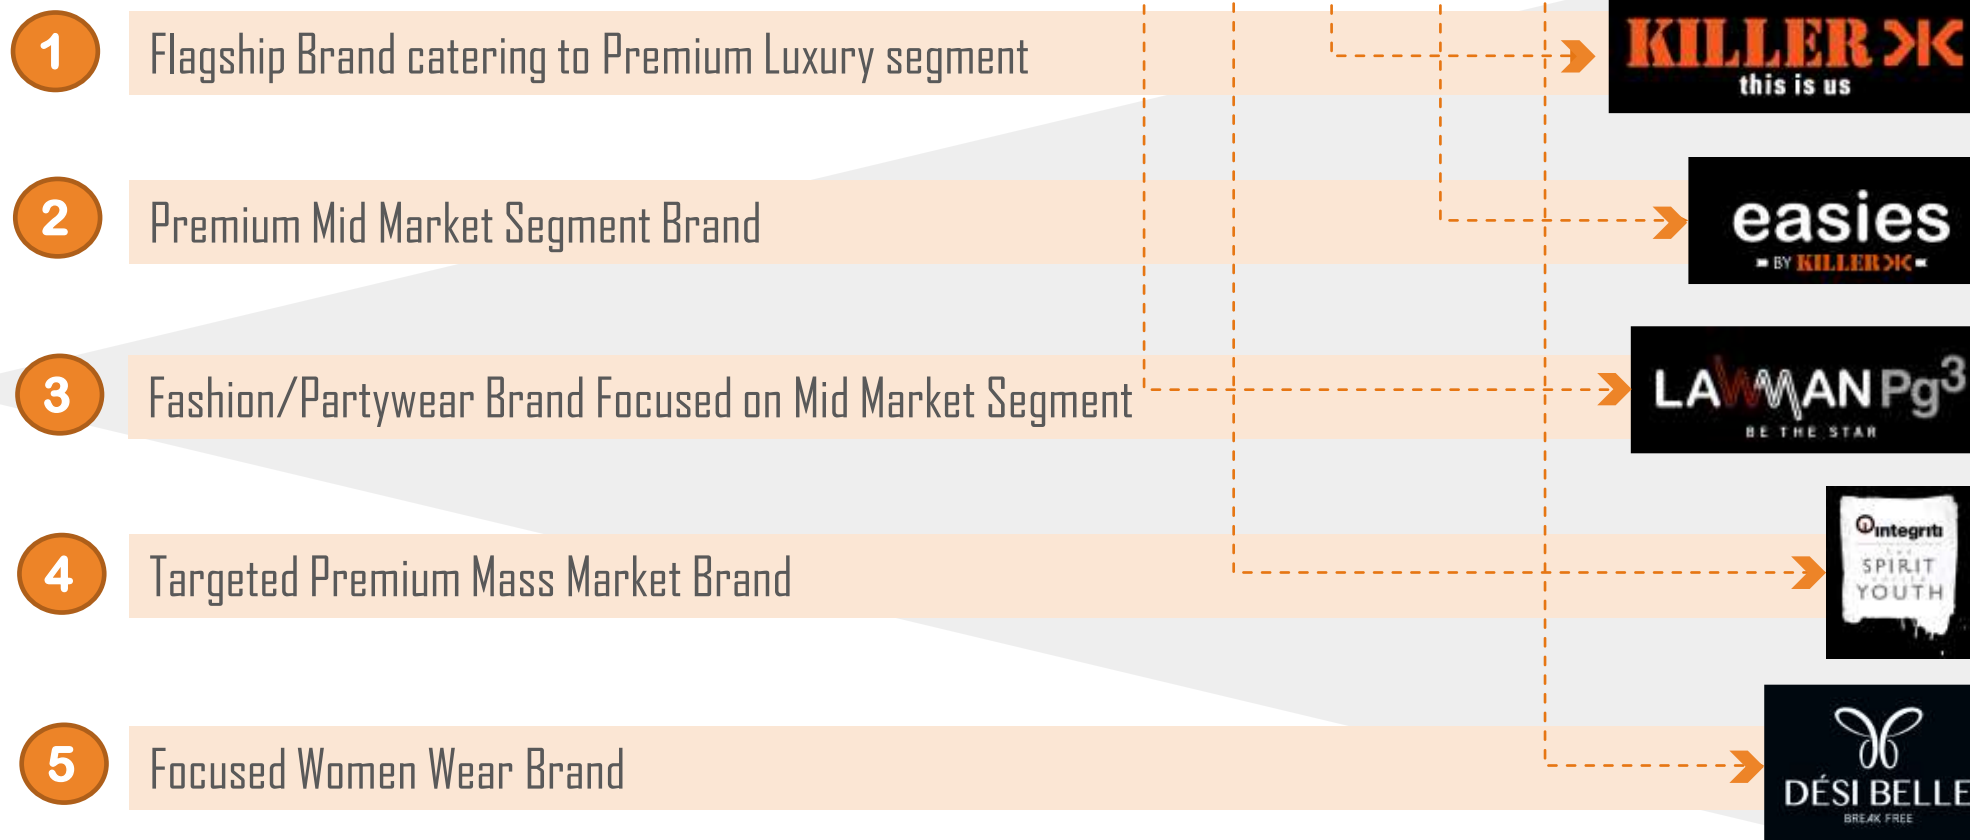 1
Flagship Brand catering to Premium Luxury segment
KILLER
this is us
2
Premium Mid Market Segment Brand
easies
BY KILLER
3
Fashion/Partywear Brand Focused on Mid Market Segment
LAWMAN Pg3
BE THE STAR
4
Targeted Premium Mass Market Brand
integriti
SPIRIT
YOUTH
5
Focused Women Wear Brand
DÉSI BELLE
BREAK FREE